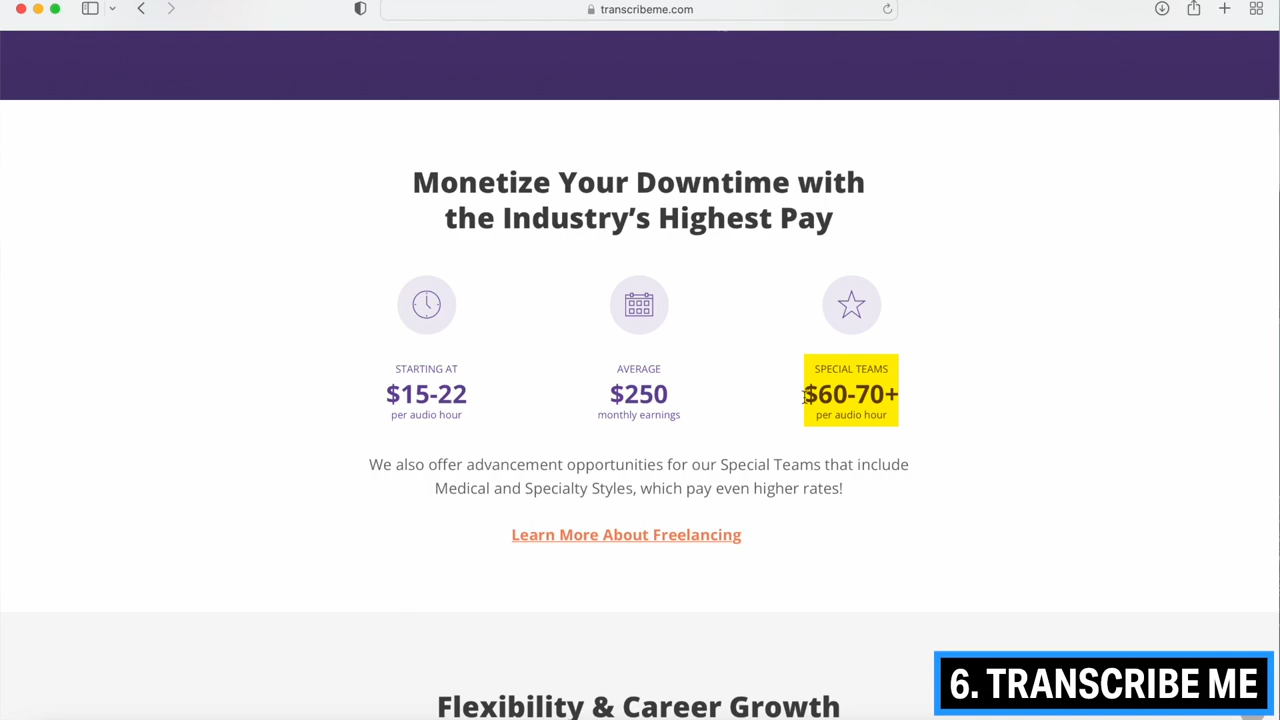 transcribeme.com
Monetize Your Downtime with
the Industry's Highest Pay
STARTING AT
$15-22
per audio hour
AVERAGE
$250
monthly earnings
SPECIAL TEAMS
$60-70+
per audio hour
We also offer advancement opportunities for our Special Teams that include
Medical and Specialty Styles, which pay even higher rates!
Learn More About Freelancing
Flexibility & Career Growth
6. TRANSCRIBE ME